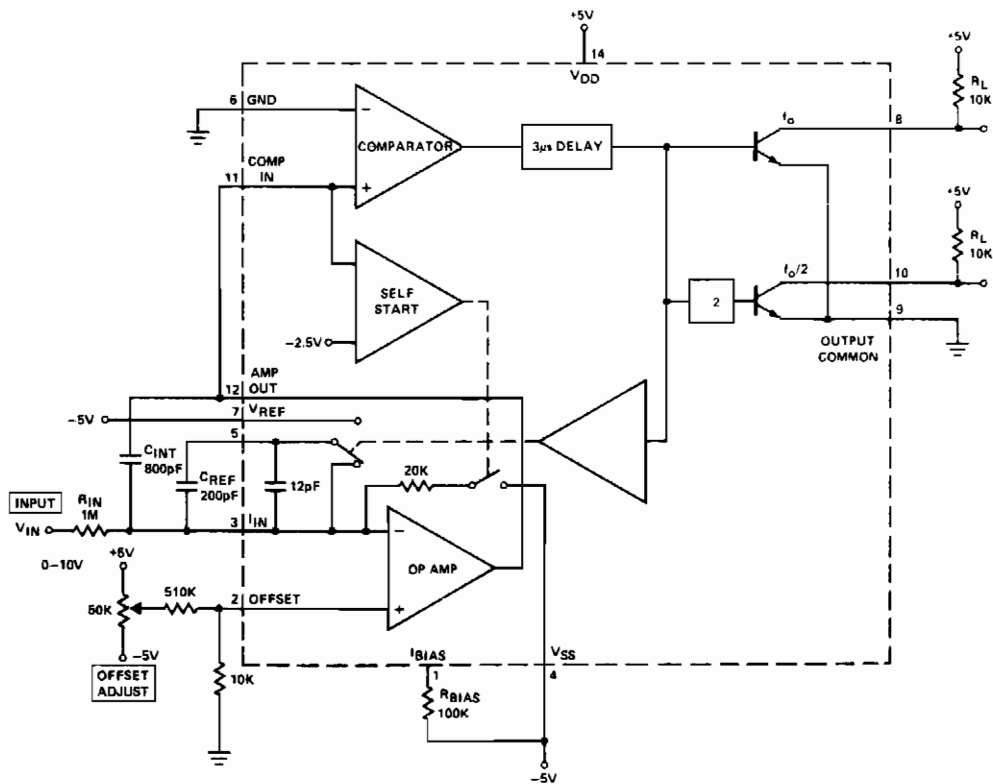 +5V
14
VDD
+5V
RL
10K
6 GND
fo
8
COMPARATOR
3μs DELAY
COMP
IN
11
+5V
RL
10K
SELF
START
fo/2
10
2
9
-2.5V
OUTPUT
COMMON
AMP
OUT
12
-5V
7
VREF
5
CINT
800pF
CREF
200pF
12pF
20K
INPUT
RIN
1M
VIN
3
IIN
0-10V
OP AMP
+5V
510K
2 OFFSET
50K
-5V
OFFSET
ADJUST
10K
IBIAS
1
VSS
4
RBIAS
100K
-5V